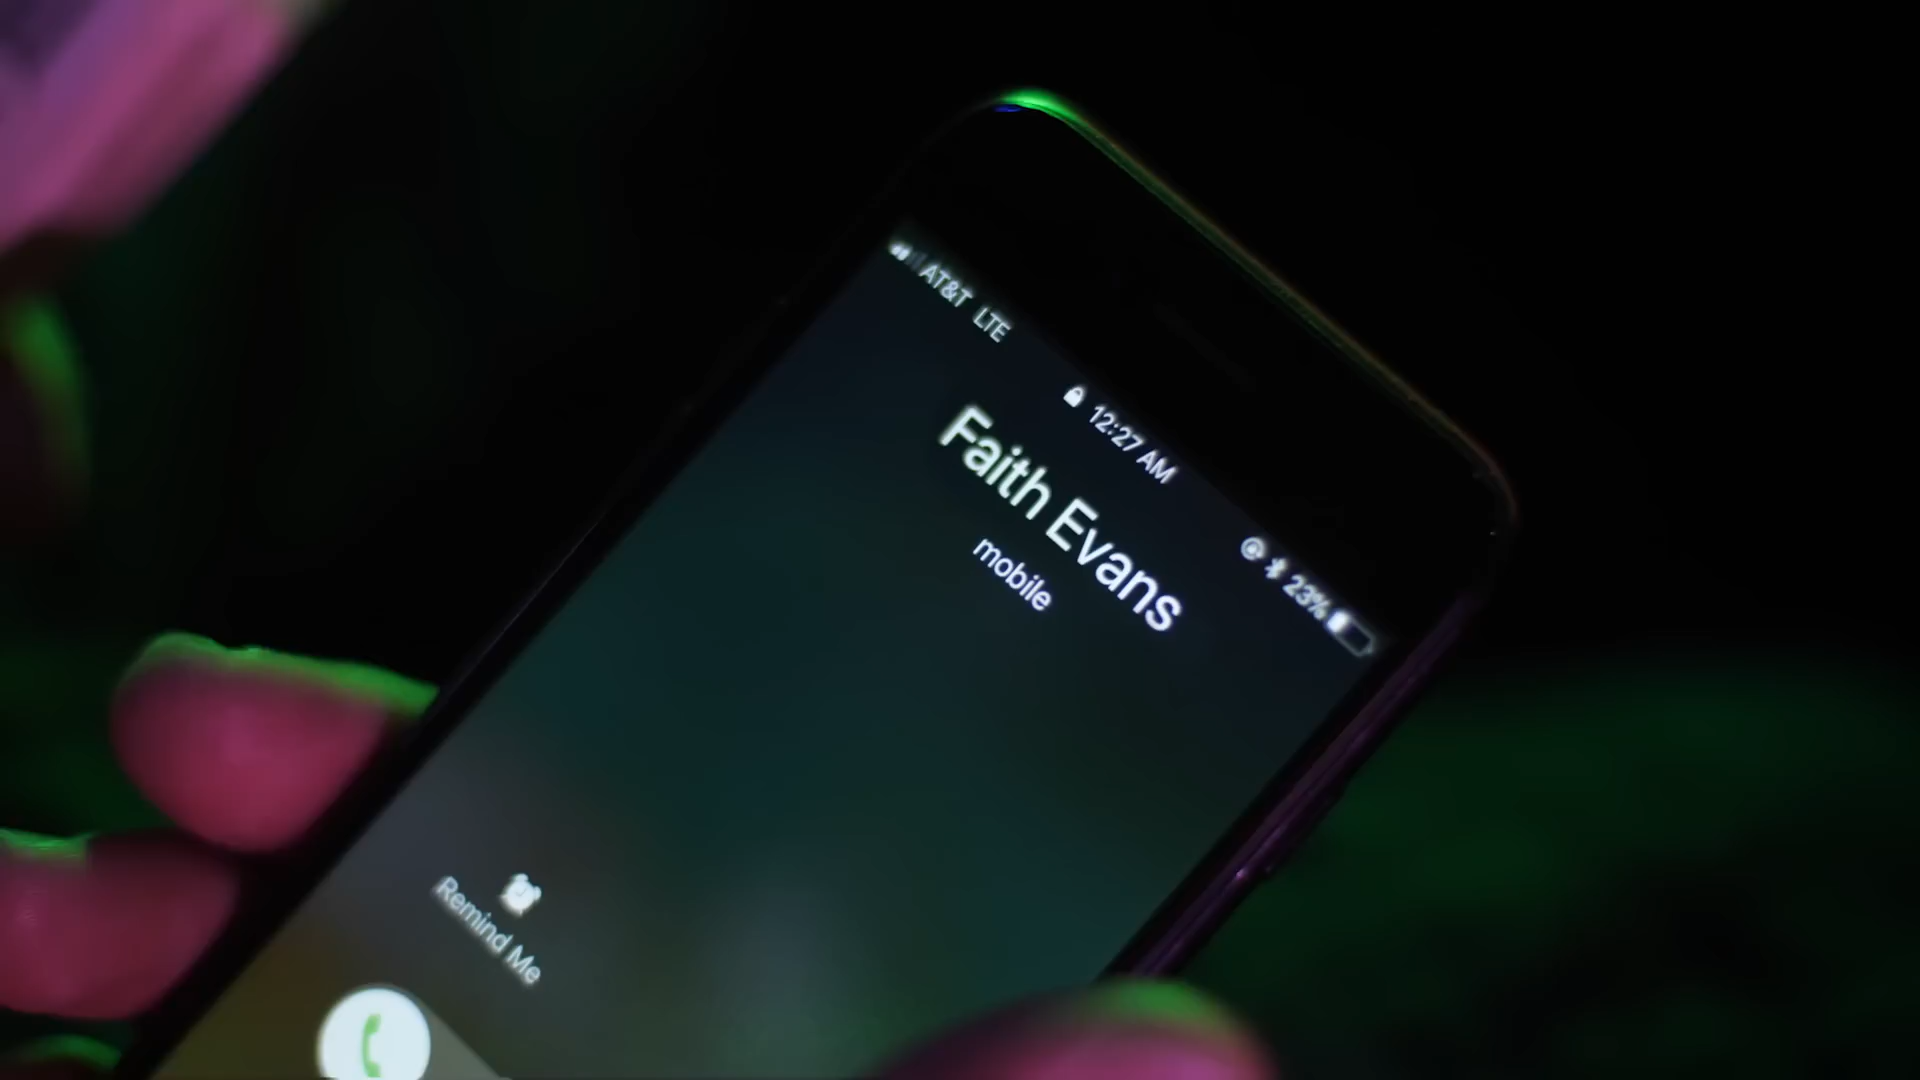 AT&T LTE
12:27 AM
23%
Faith Evans
mobile
Remind Me